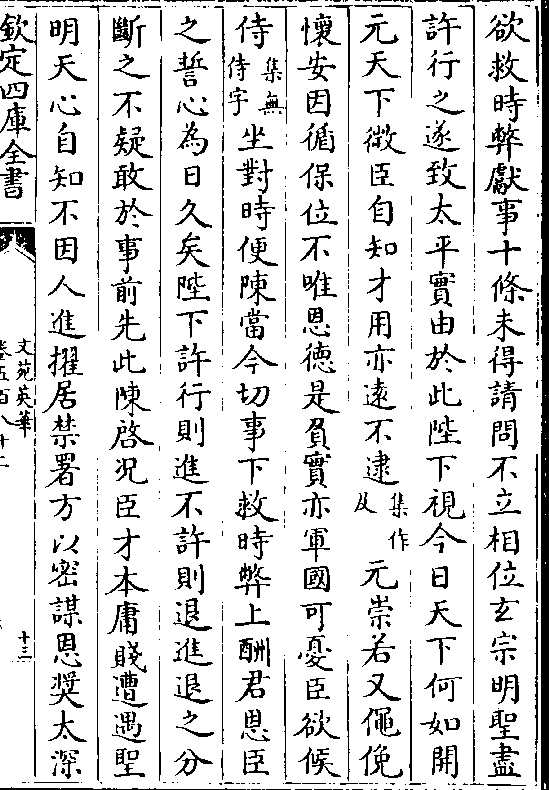 欲救時弊獻事十條未得請問不立相位玄宗明聖盡
許行之遂致太平實由於此陛下視今日天下何如開
元天下微臣自知才用亦遠不逮集作及元崇若又僶俛
懷安因循保位不唯恩德是負實亦軍國可憂臣欲候
侍集無侍字坐對時便陳當今切事下救時弊上酬君恩臣
之誓心為日久矣陛下許行則進不許則退進退之分
斷之不疑敢於事前先此陳啓况臣才本庸賤遭遇聖
明天心自知不因人進擢居禁署方以密謀恩奨太深
欽定四庫全書
文苑英華
卷五百八十二
十三